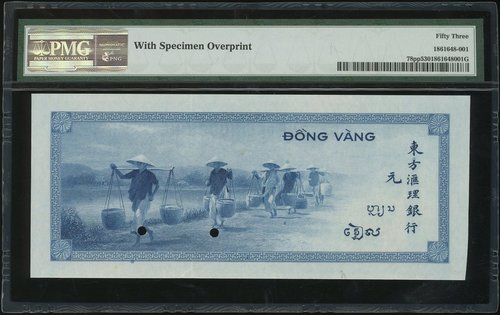 PMG
PAPER MONEY GUARANTY
PNG
With Specimen Overprint
Fifty Three
1861648-001
78pp5301861648001G
ĐỒNG VÀNG
東方滙理銀行
元